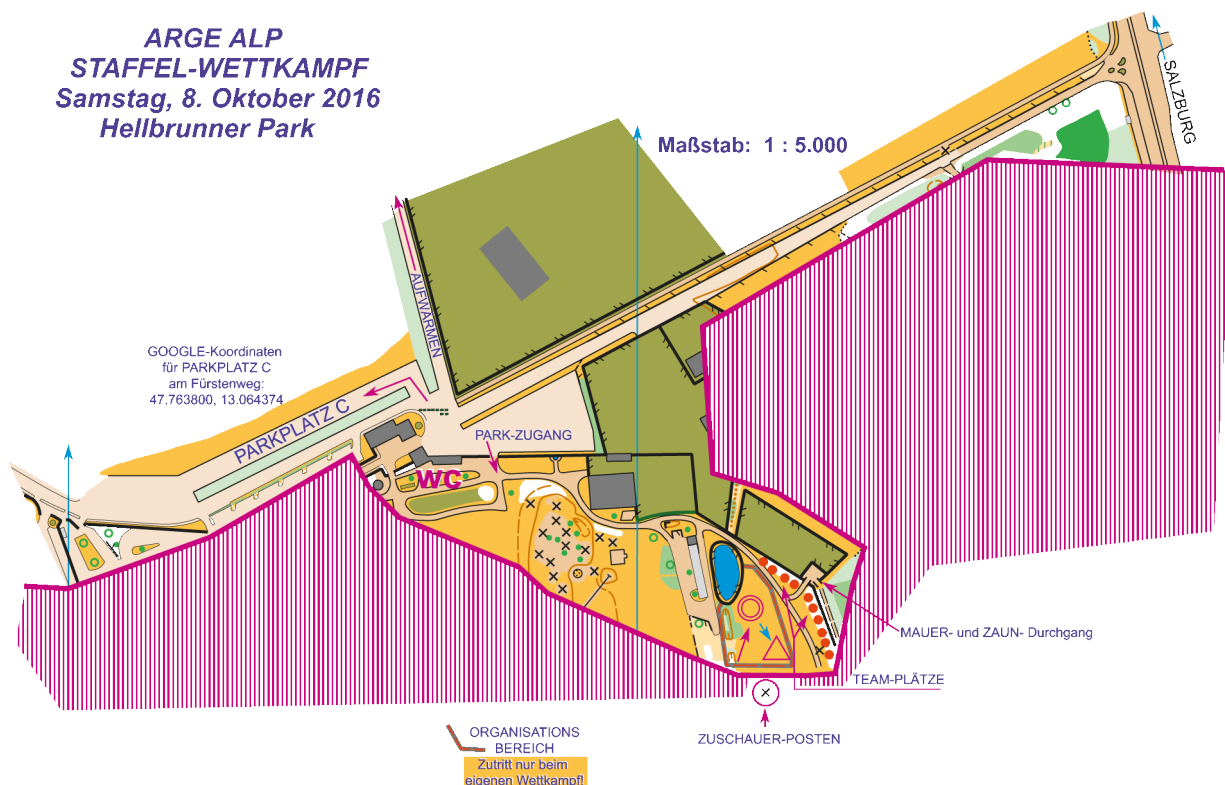 ARGE ALP
STAFFEL-WETTKAMPF
Samstag, 8. Oktober 2016
Hellbrunner Park
Maßstab: 1 : 5.000
SALZBURG
AUFWÄRMEN
GOOGLE-Koordinaten
für PARKPLATZ C
am Fürstenweg:
47.763800, 13.064374
PARKPLATZ C
PARK-ZUGANG
WC
MAUER- und ZAUN- Durchgang
TEAM-PLÄTZE
ZUSCHAUER-POSTEN
ORGANISATIONS
BEREICH
Zutritt nur beim
eigenen Wettkampf!